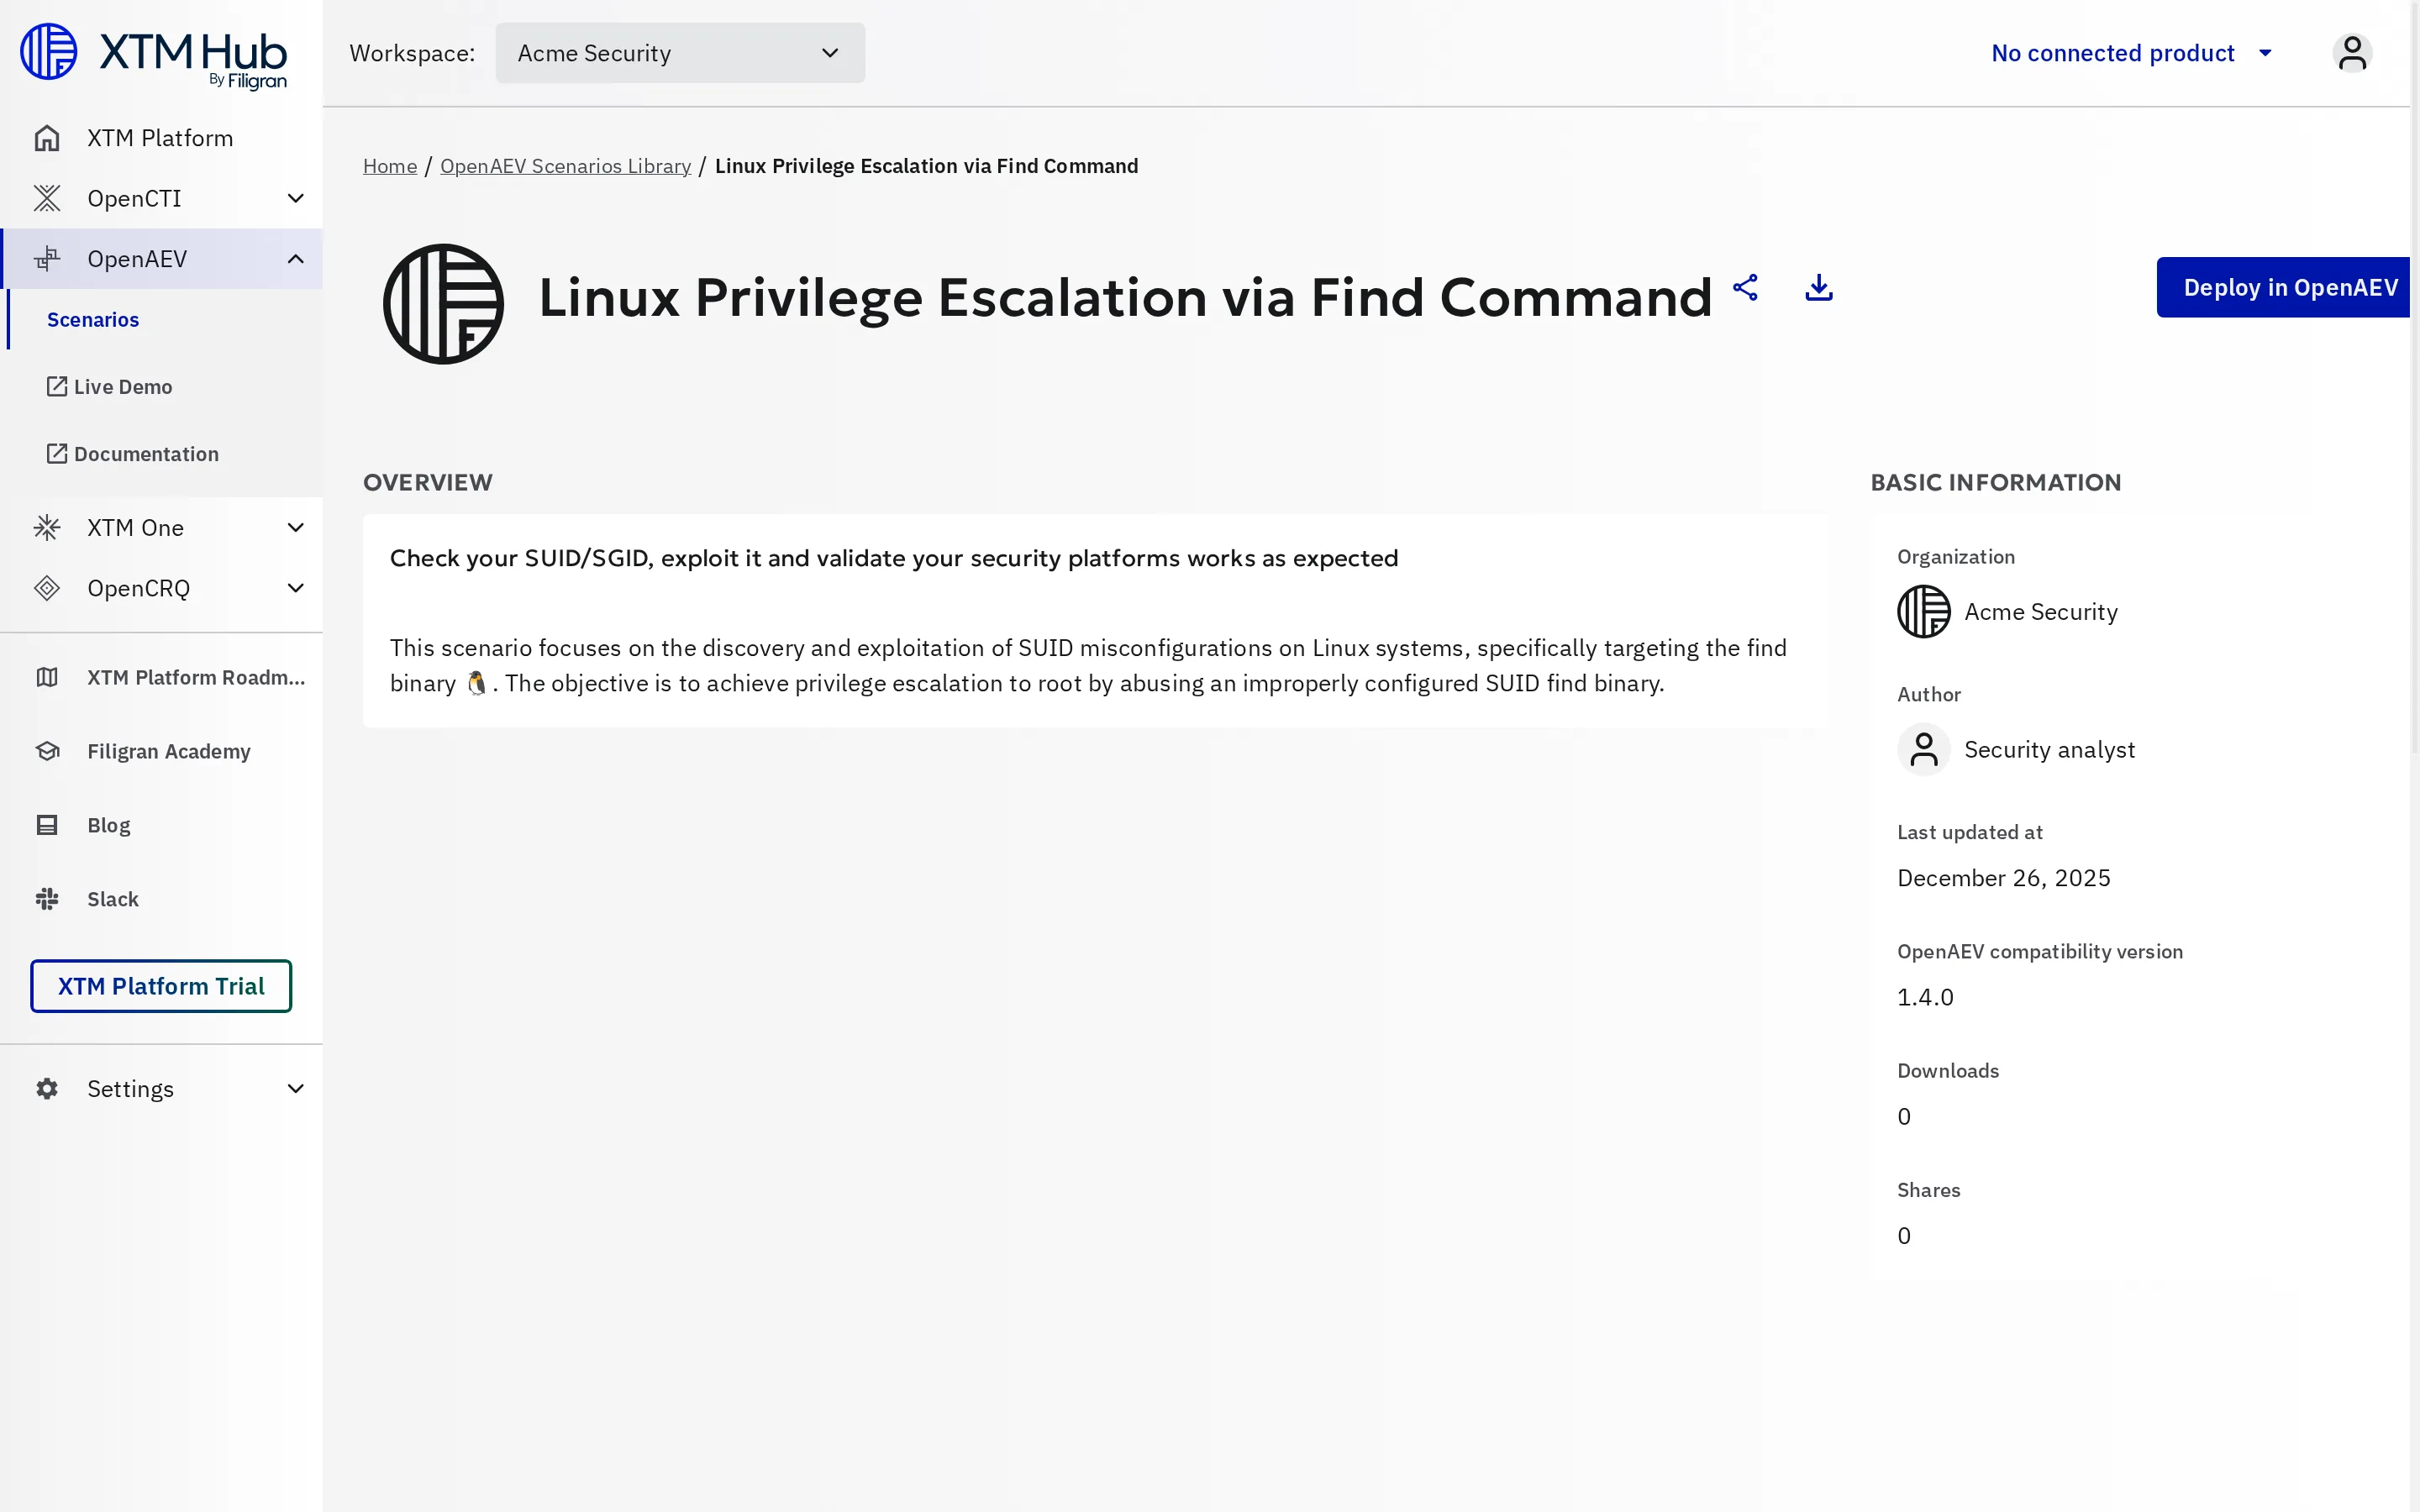 XTM Hub
By Filigran
Workspace:
Acme Security
No connected product
XTM Platform
OpenCTI
OpenAEV
Scenarios
Live Demo
Documentation
XTM One
OpenCRQ
XTM Platform Roadm...
Filigran Academy
Blog
Slack
XTM Platform Trial
Settings
Home / OpenAEV Scenarios Library / Linux Privilege Escalation via Find Command
Linux Privilege Escalation via Find Command
Deploy in OpenAEV
OVERVIEW
Check your SUID/SGID, exploit it and validate your security platforms works as expected
This scenario focuses on the discovery and exploitation of SUID misconfigurations on Linux systems, specifically targeting the find
binary 🐧. The objective is to achieve privilege escalation to root by abusing an improperly configured SUID find binary.
BASIC INFORMATION
Organization
Acme Security
Author
Security analyst
Last updated at
December 26, 2025
OpenAEV compatibility version
1.4.0
Downloads
0
Shares
0